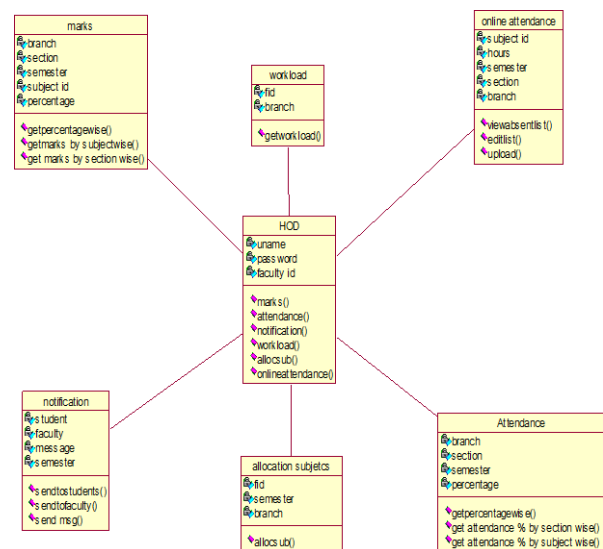 marks
branch
section
semester
subject id
percentage
getpercentagewise()
getmarks by subjectwise()
get marks by section wise()
workload
fid
branch
getworkload()
online attendance
subject id
hours
semester
section
branch
viewabsentlist()
editlist()
upload()
HOD
uname
password
faculty id
marks()
attendance()
notification()
workload()
allocsub()
onlineattendance()
notification
student
faculty
message
semester
sendtostudents()
sendtofaculty()
send msg()
allocation subjetcs
fid
semester
branch
allocsub()
Attendance
branch
section
semester
percentage
getpercentagewise()
get attendance % by section wise()
get attendance % by subject wise()